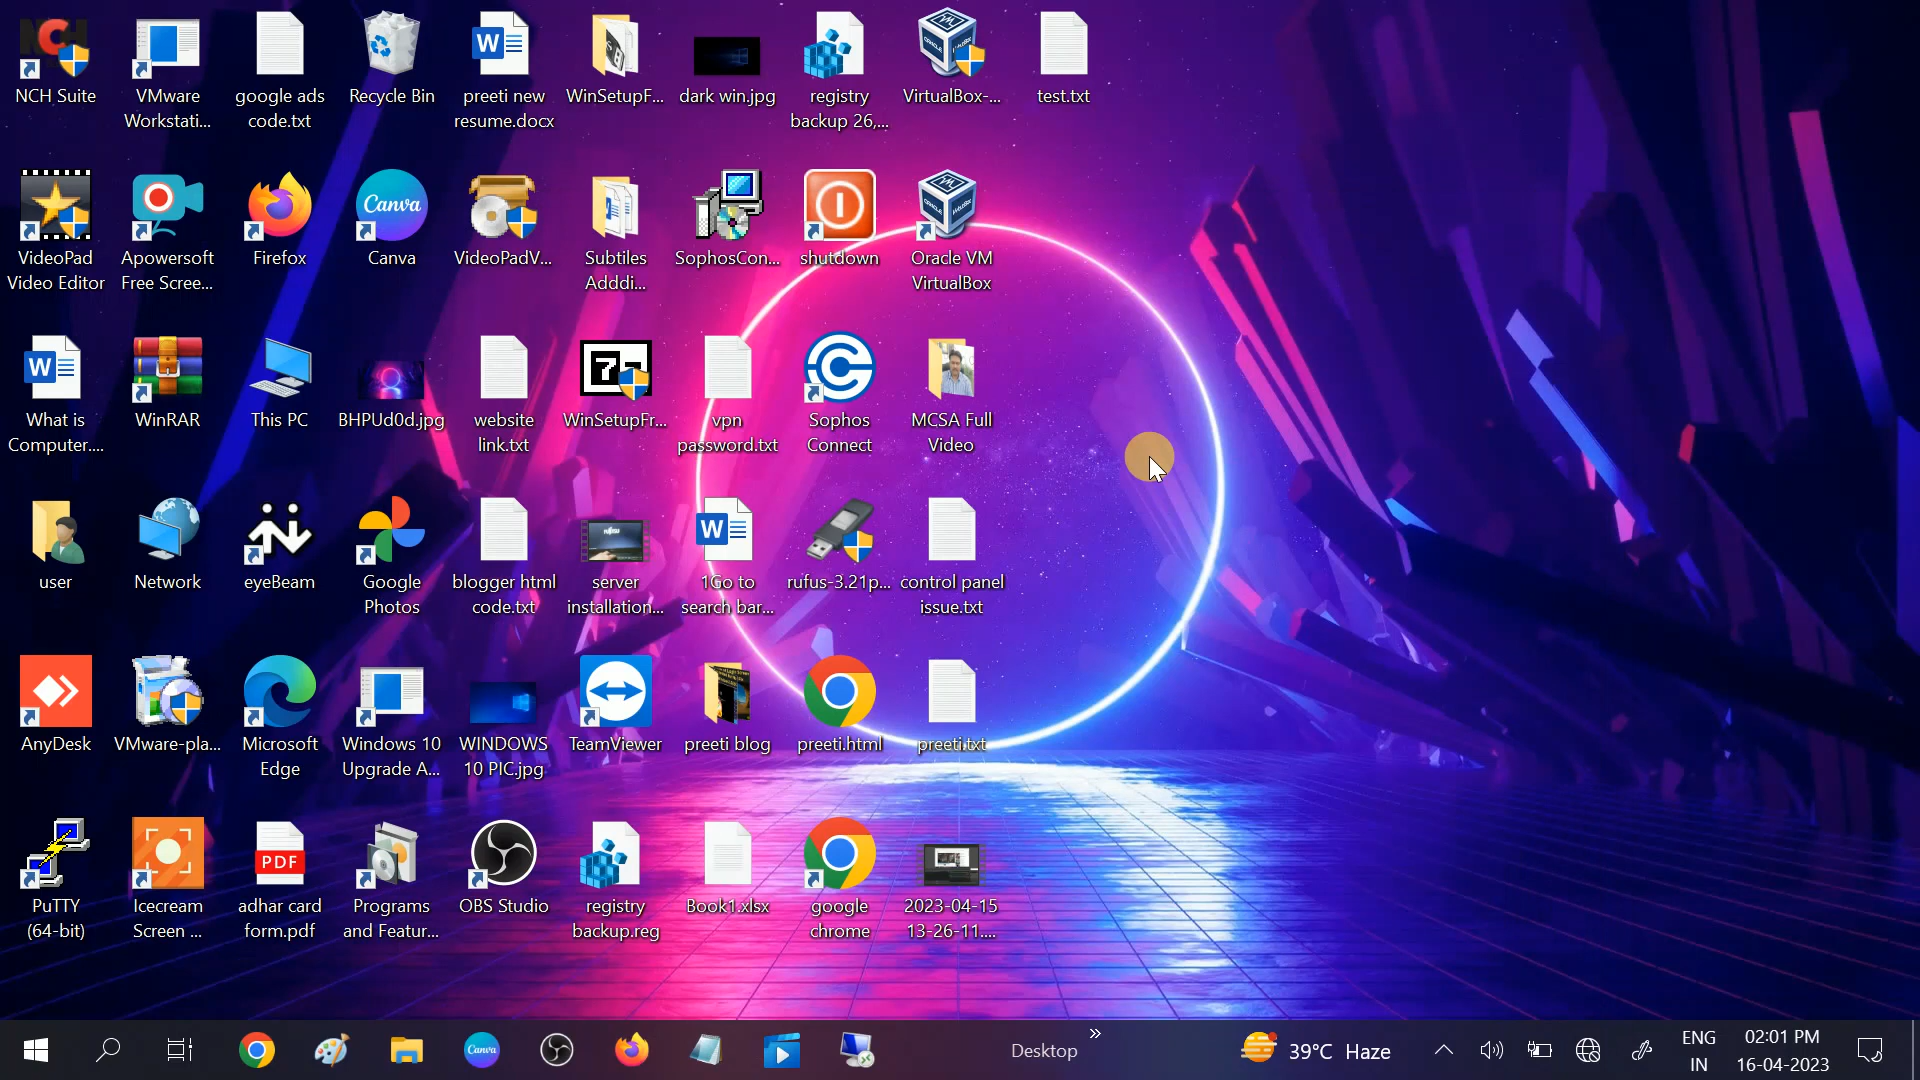 NCH Suite
VMware
Workstati...
google ads
code.txt
Recycle Bin
preeti new
resume.docx
WinSetupF...
dark win.jpg
registry
backup 26,...
VirtualBox-...
test.txt
VideoPad
Video Editor
Apowersoft
Free Scree...
Firefox
Canva
Canva
VideoPadV...
Subtiles
Adddi...
SophosCon...
shutdown
Oracle VM
VirtualBox
What is
Computer....
WinRAR
This PC
BHPUd0d.jpg
website
link.txt
WinSetupFr...
vpn
password.txt
Sophos
Connect
MCSA Full
Video
user
Network
eyeBeam
Google
Photos
blogger html
code.txt
server
installation...
1Go to
search bar...
rufus-3.21p...
control panel
issue.txt
AnyDesk
VMware-pla...
Microsoft
Edge
Windows 10
Upgrade A...
WINDOWS
10 PIC.jpg
TeamViewer
preeti blog
preeti.html
preeti.txt
PuTTY
(64-bit)
Icecream
Screen ...
PDF
adhar card
form.pdf
Programs
and Featur...
OBS Studio
registry
backup.reg
Book1.xlsx
google
chrome
2023-04-15
13-26-11....
Canva
Desktop
39°C Haze
ENG
IN
02:01 PM
16-04-2023